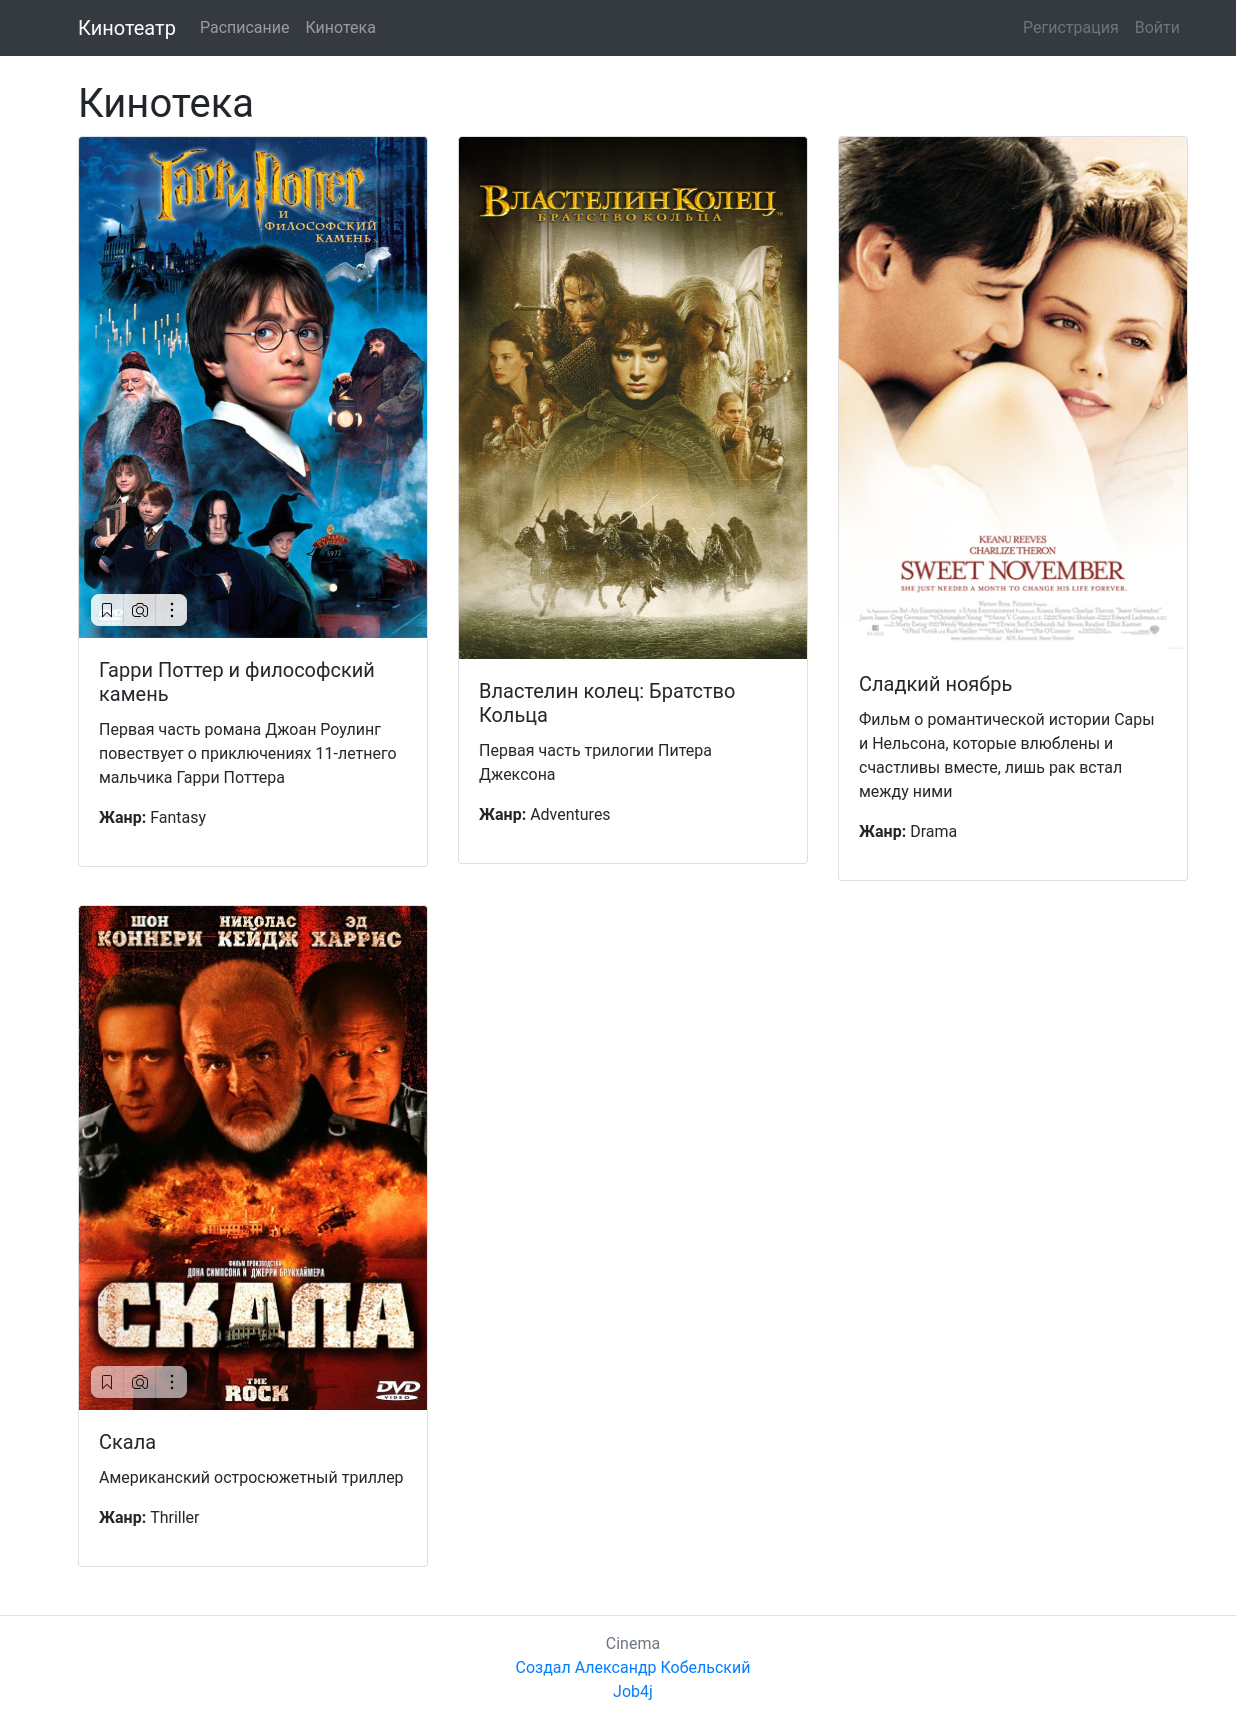 Кинотеатр Расписание Кинотека Регистрация Войти
Кинотека
Гарри Поттер
и
философский
камень
5972
Гарри Поттер и философский
камень
Первая часть романа Джоан Роулинг
повествует о приключениях 11-летнего
мальчика Гарри Поттера
Жанр: Fantasy
Властелин Колец
Братство кольца
Властелин колец: Братство
Кольца
Первая часть трилогии Питера
Джексона
Жанр: Adventures
KEANU REEVES
CHARLIZE THERON
SWEET NOVEMBER
SHE JUST NEEDED A MONTH TO CHANGE HIS LIFE FOREVER.
Сладкий ноябрь
Фильм о романтической истории Сары
и Нельсона, которые влюблены и
счастливы вместе, лишь рак встал
между ними
Жанр: Drama
ШОН НИКОЛАС ЭД
КОННЕРИ КЕЙДЖ ХАРРИС
ФИЛЬМ ПРОИЗВОДСТВА
ДОНА СИМПСОНА И ДЖЕРРИ БРУКХАЙМЕРА
СКАЛА
THE
ROCK
DVD
VIDEO
Скала
Американский остросюжетный триллер
Жанр: Thriller
Cinema
Создал Александр Кобельский
Job4j